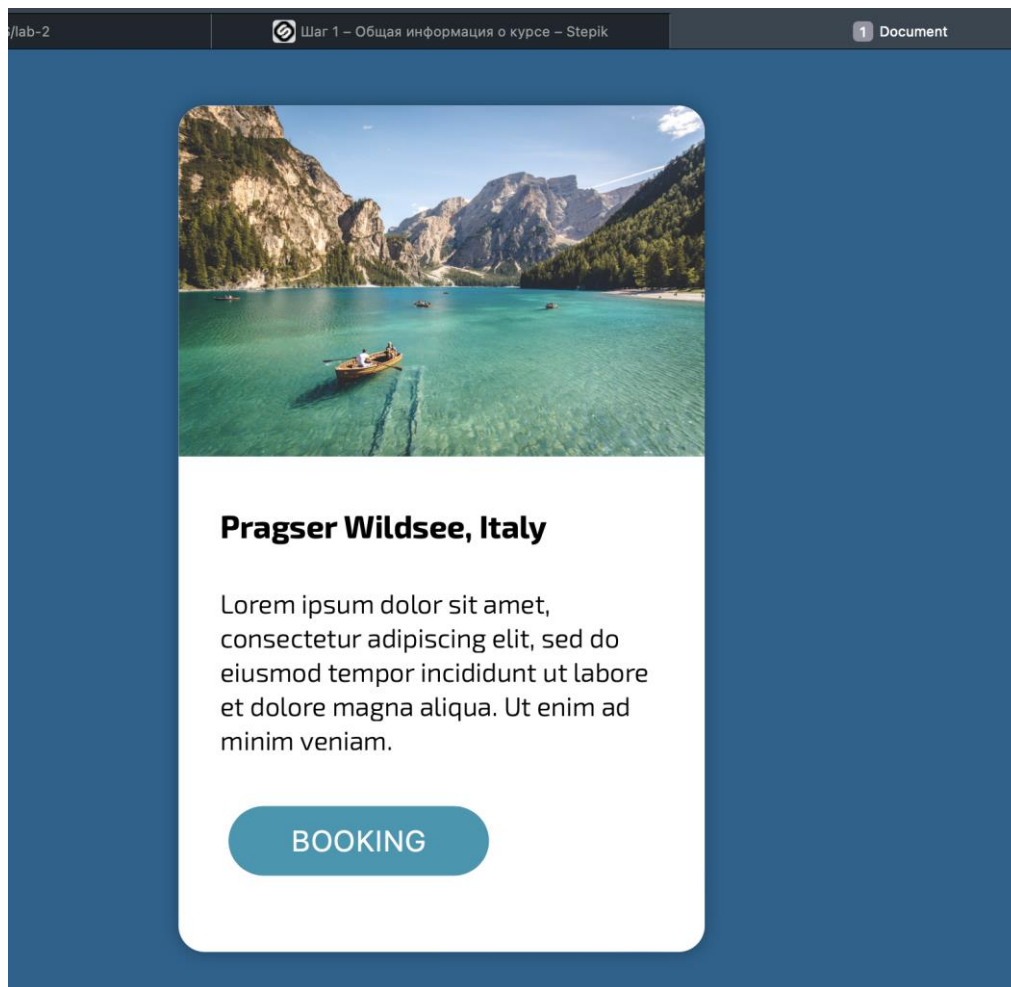 /lab-2
Шаг 1 – Общая информация о курсе – Stepik
1 Document
Pragser Wildsee, Italy
Lorem ipsum dolor sit amet,
consectetur adipiscing elit, sed do
eiusmod tempor incididunt ut labore
et dolore magna aliqua. Ut enim ad
minim veniam.
BOOKING